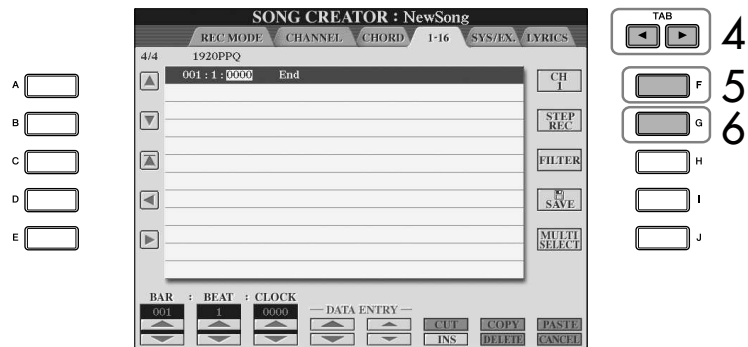 SONG CREATOR : NewSong
TAB
REC MODE CHANNEL CHORD 1-16 SYS/EX. LYRICS
4
4/4 1920PPQ
001 : 1 : 0000 End
CH 1
A
F 5
B
STEP REC
G 6
C
FILTER
H
D
SAVE
I
E
MULTI SELECT
J
BAR : BEAT : CLOCK
DATA ENTRY
001 1 0000
CUT COPY PASTE
INS DELETE CANCEL